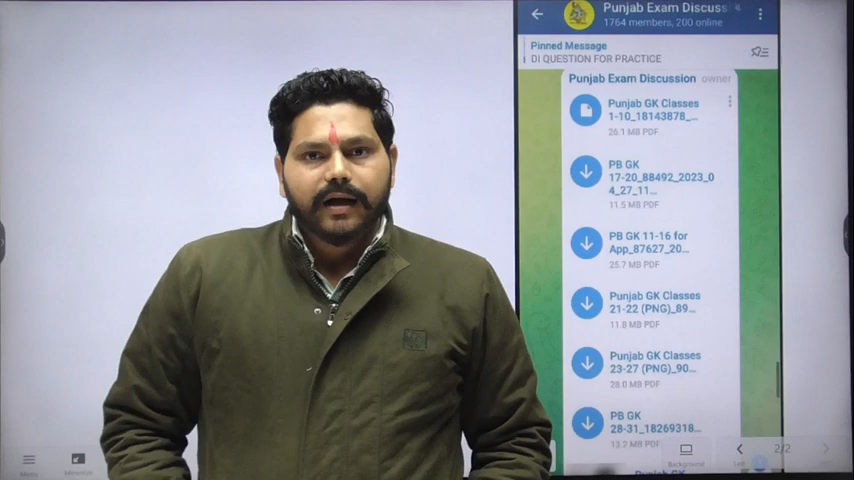 Punjab Exam Discuss
1764 members, 200 online
Pinned Message
DI QUESTION FOR PRACTICE
Punjab Exam Discussion owner
Punjab GK Classes
1-10_18143878_...
26.1 MB PDF
PB GK
17-20_88492_2023_0
4_27_11...
11.5 MB PDF
PB GK 11-16 for
App_87627_20...
25.7 MB PDF
Punjab GK Classes
21-22 (PNG)_89...
11.8 MB PDF
Punjab GK Classes
23-27 (PNG)_90...
28.0 MB PDF
PB GK
28-31_18269318...
13.2 MB PDF
Menu
Minimize
Background
2/2